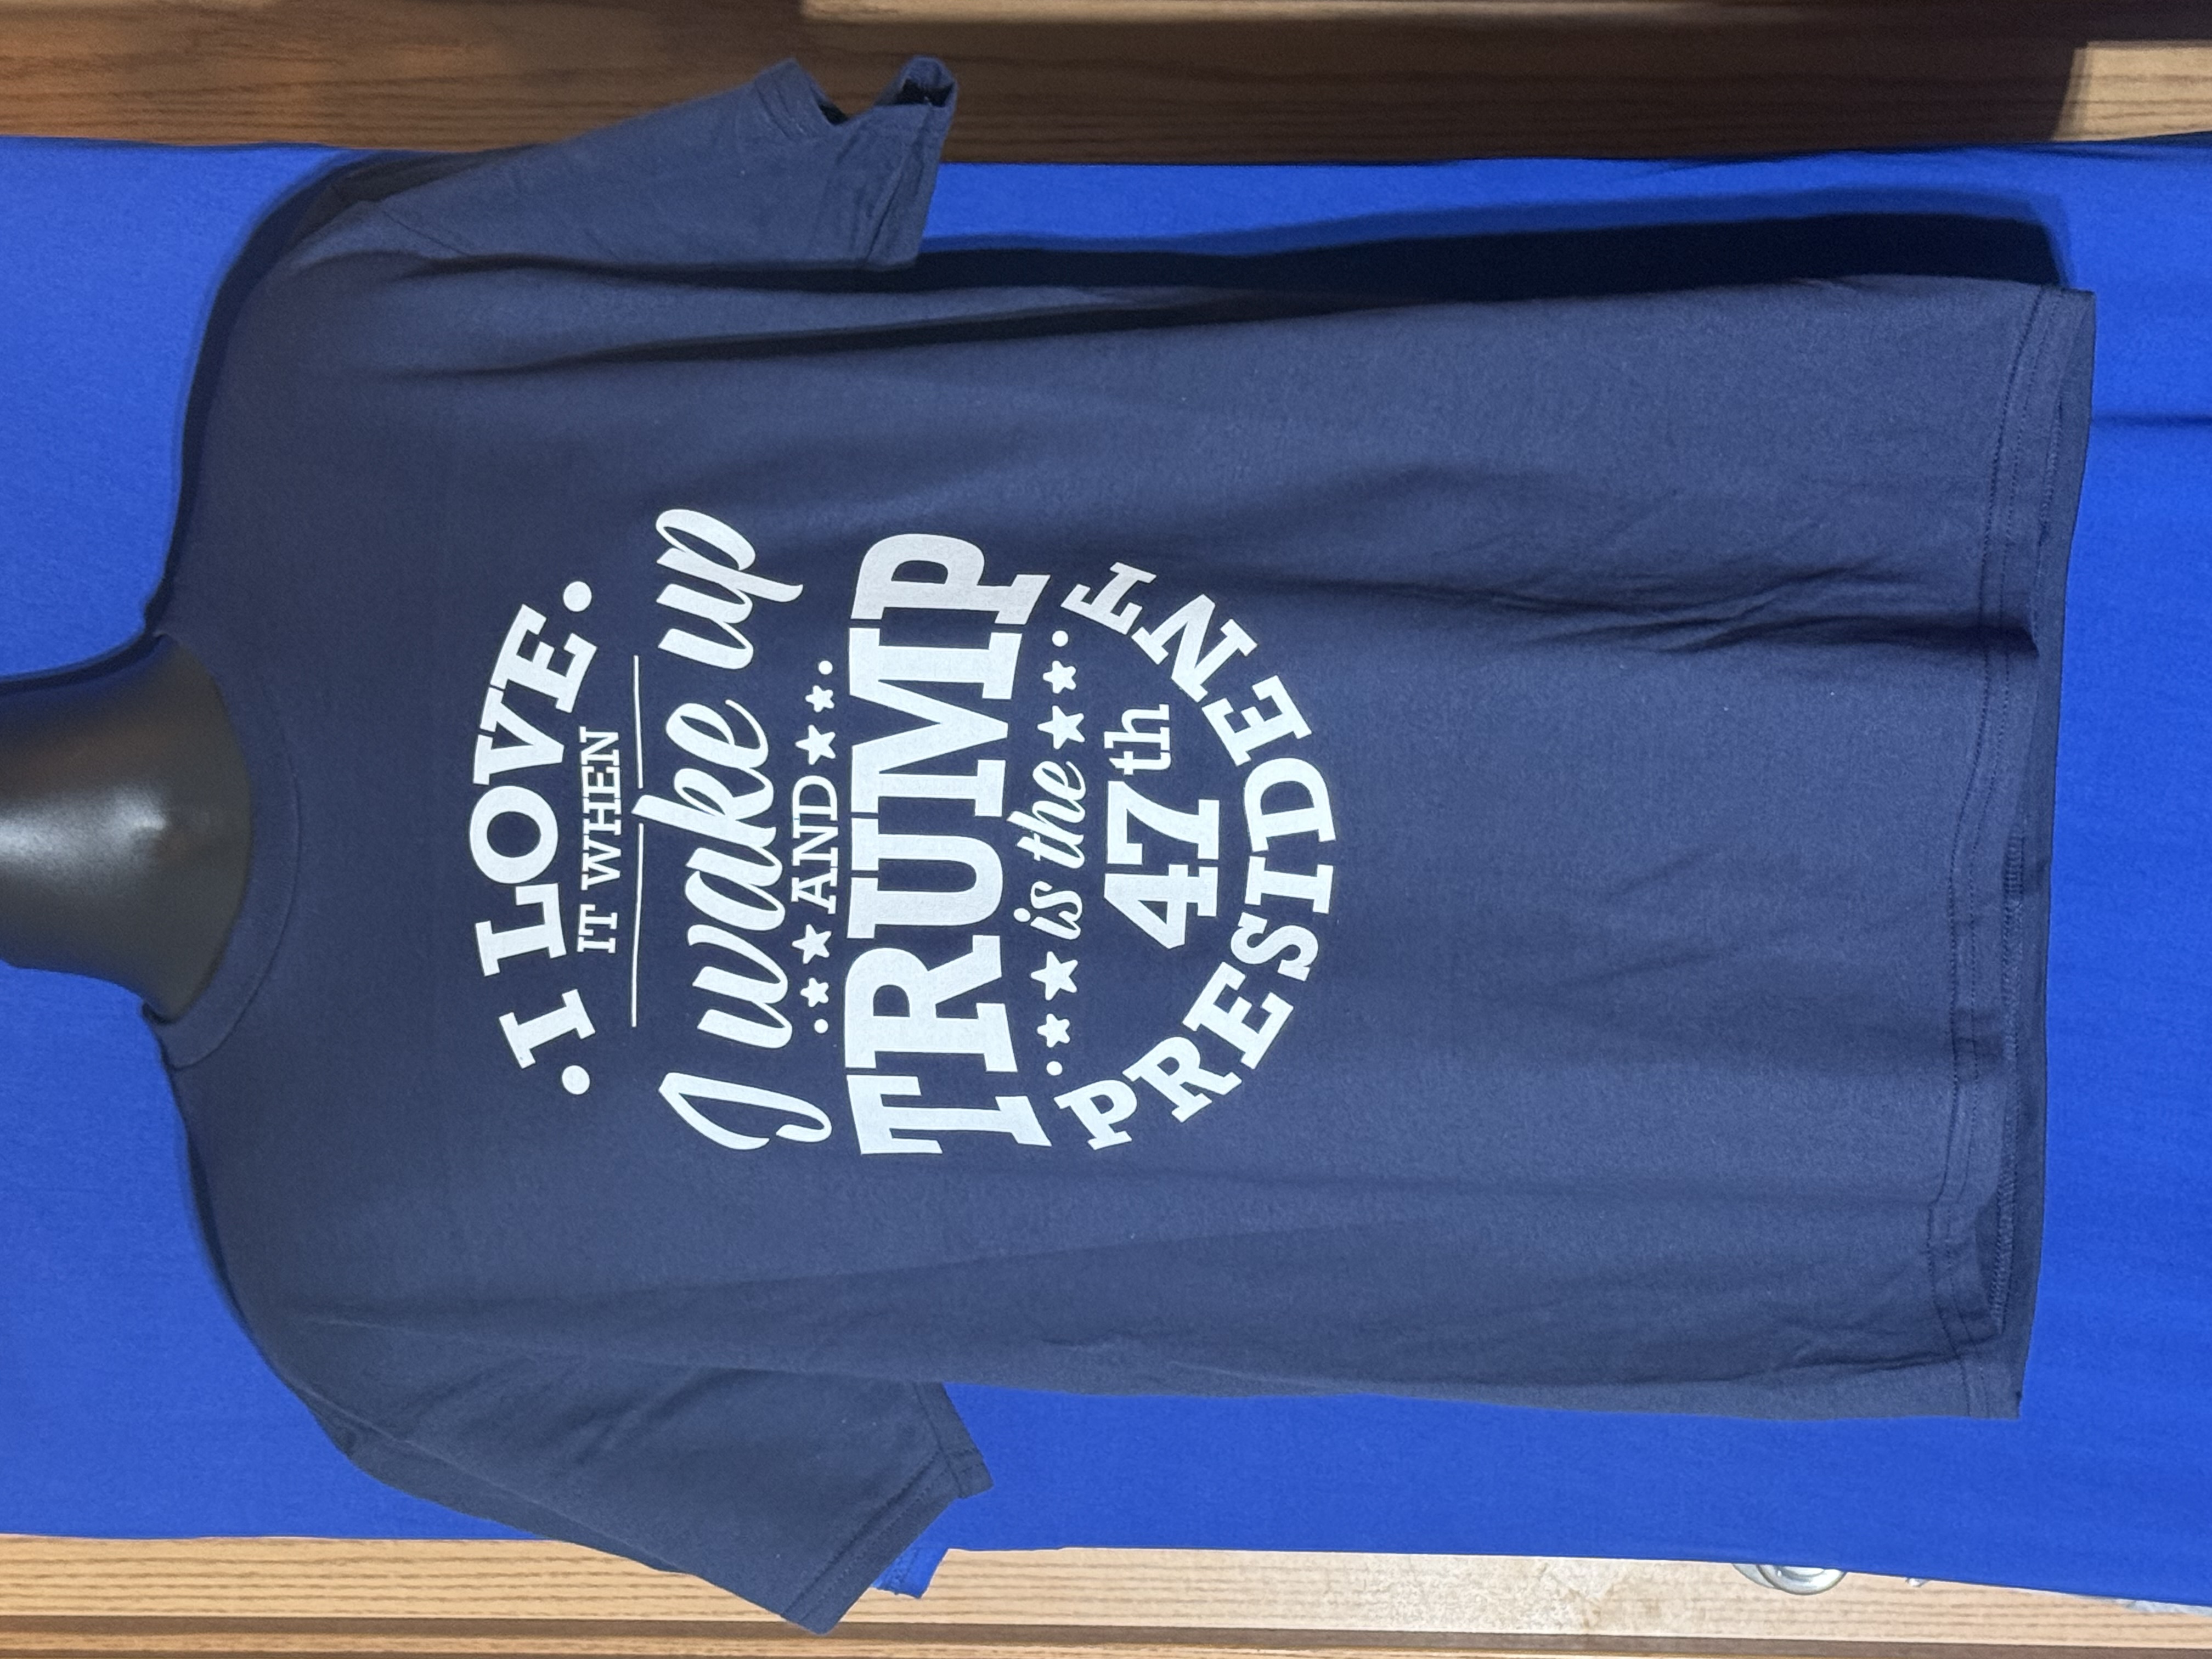 I LOVE
IT WHEN
I wake up
AND
TRUMP
is the
47th
PRESIDENT